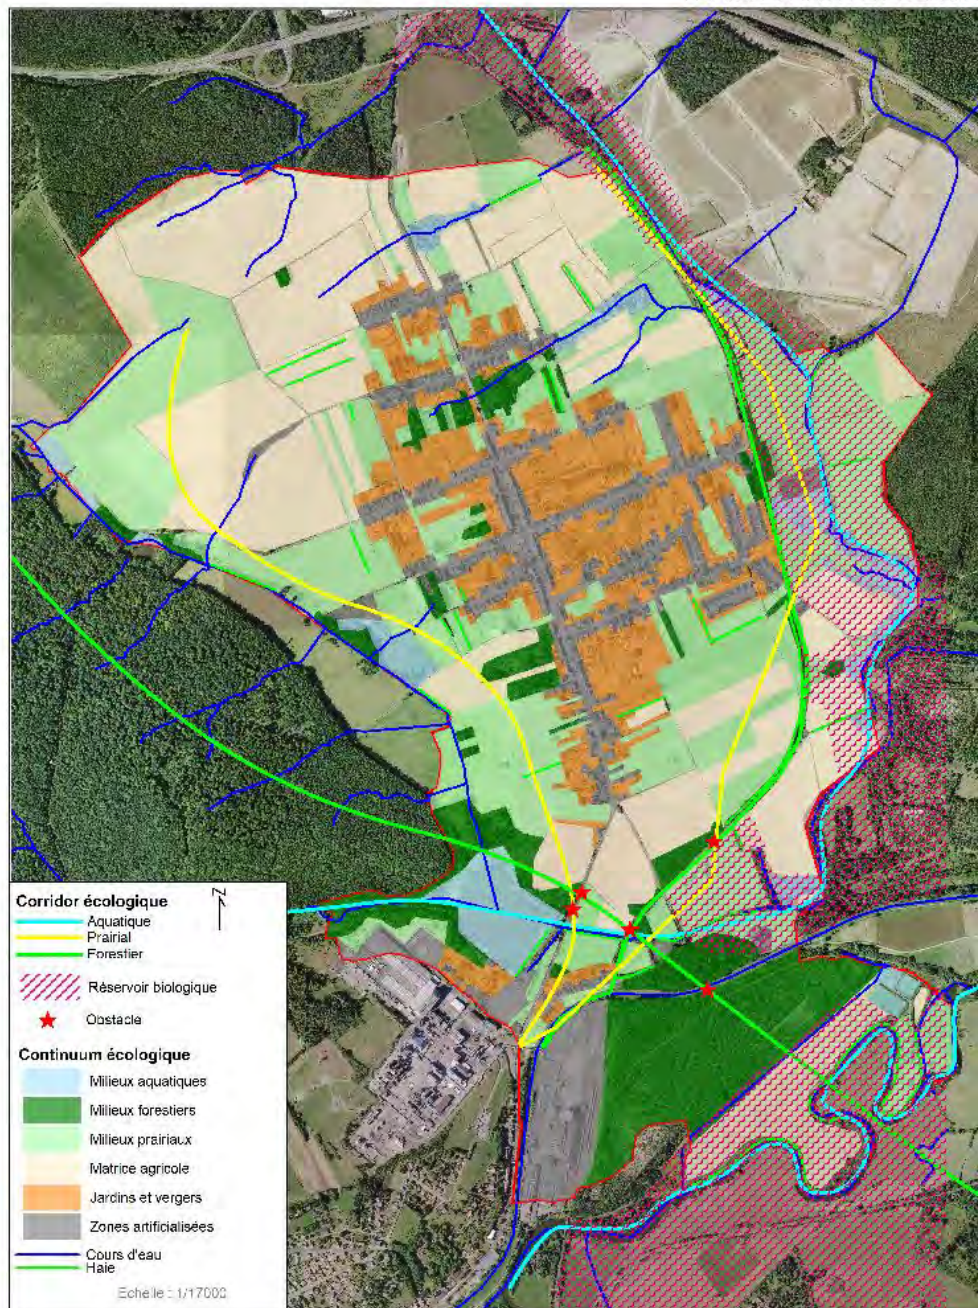 Corridor écologique
Aquatique
Prairial
Forestier
Réservoir biologique
Obstacle
Continuum écologique
Milieux aquatiques
Milieux forestiers
Milieux prairiaux
Matrice agricole
Jardins et vergers
Zones artificialisées
Cours d'eau
Haie
Echelle : 1/17000
N